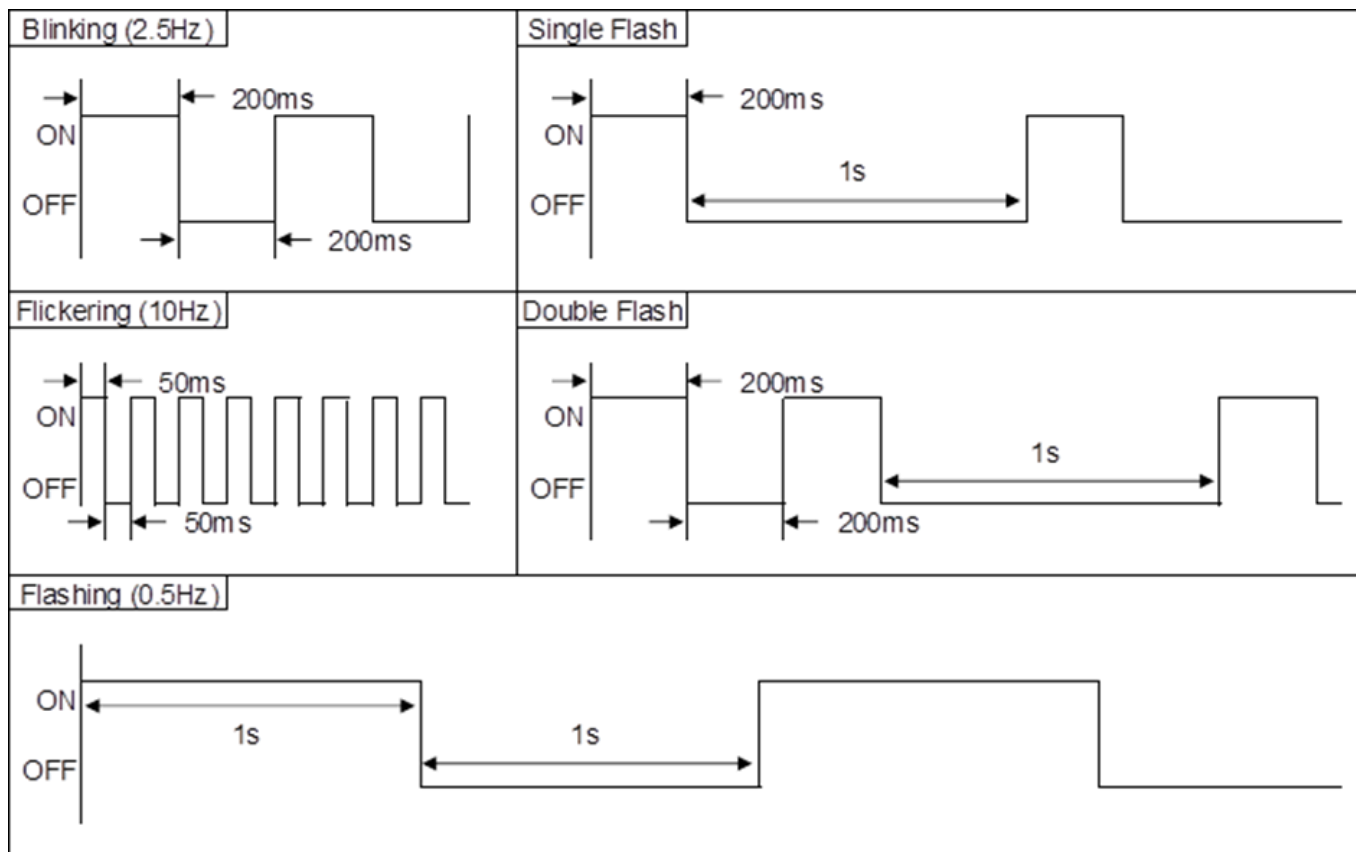 Blinking (2.5Hz)
200ms
ON
OFF
200ms
Single Flash
200ms
ON
1s
OFF
Flickering (10Hz)
50ms
ON
OFF
50ms
Double Flash
200ms
ON
1s
OFF
200ms
Flashing (0.5Hz)
ON
1s
1s
OFF